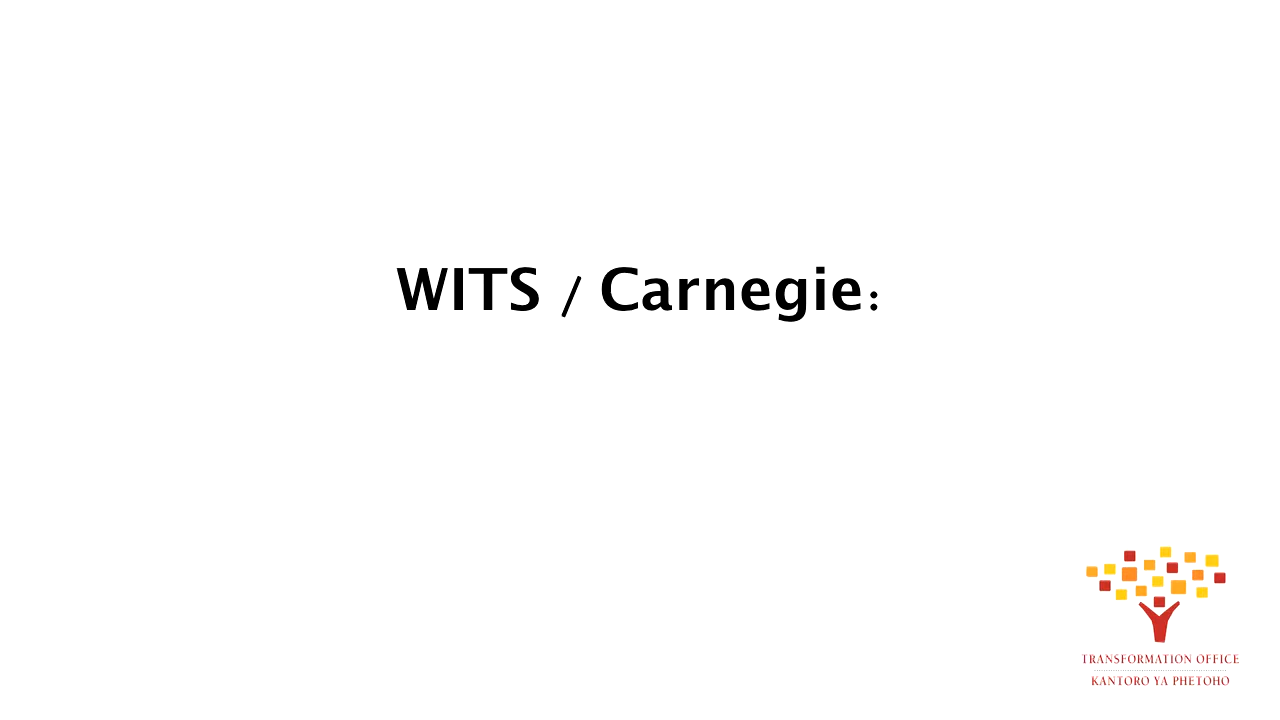 WITS / Carnegie:
TRANSFORMATION OFFICE
KANTORO YA PHETOHO